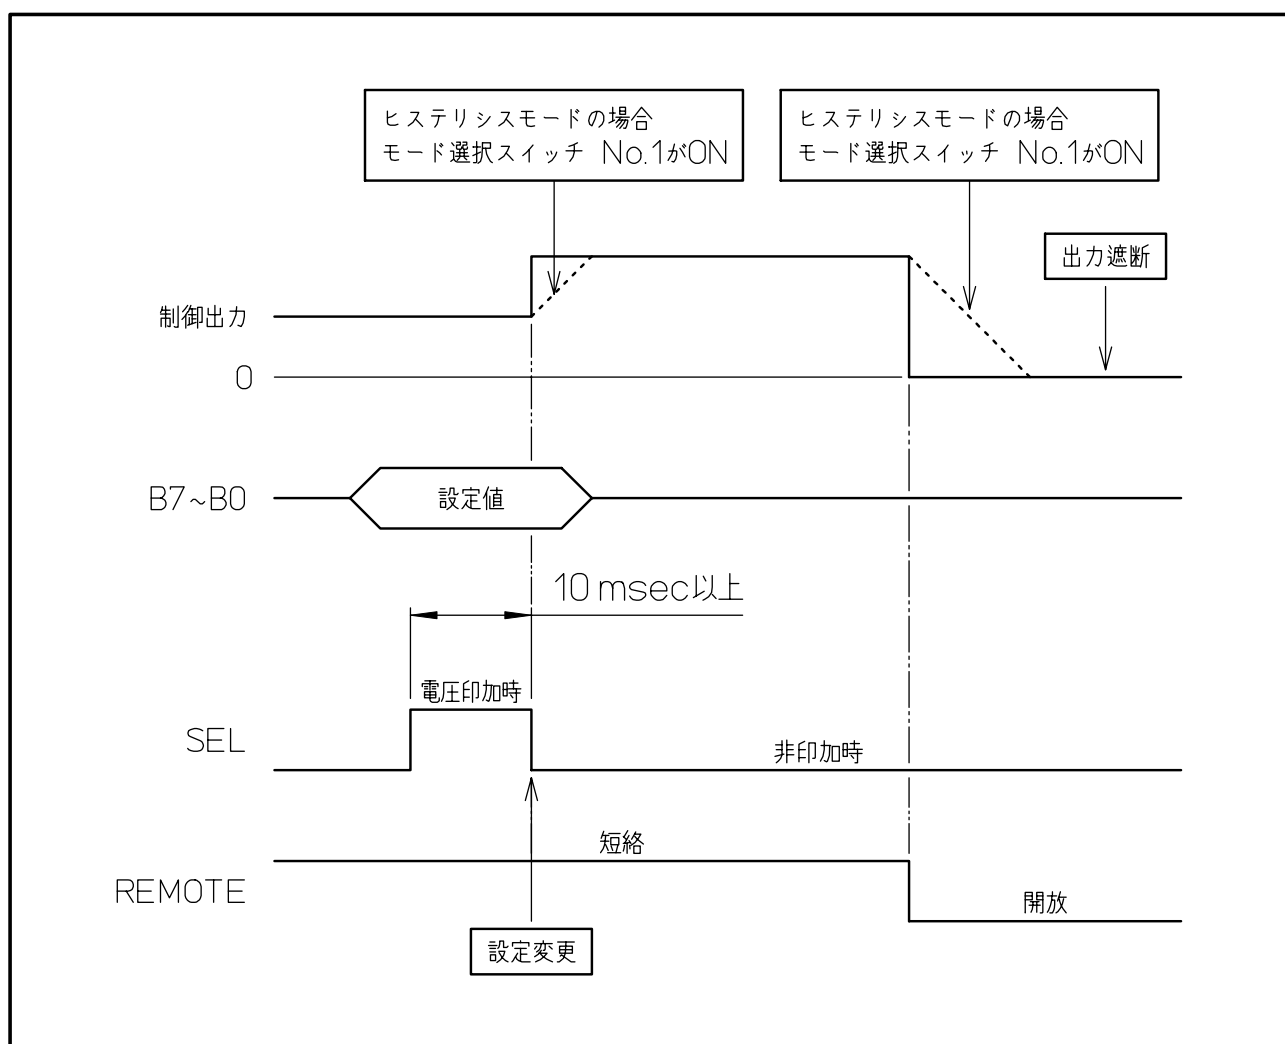 ヒステリシスモードの場合
モード選択スイッチ No.1がON
ヒステリシスモードの場合
モード選択スイッチ No.1がON
出力遮断
制御出力
0
B7~B0
設定値
10 msec以上
電圧印加時
SEL
非印加時
短絡
REMOTE
開放
設定変更